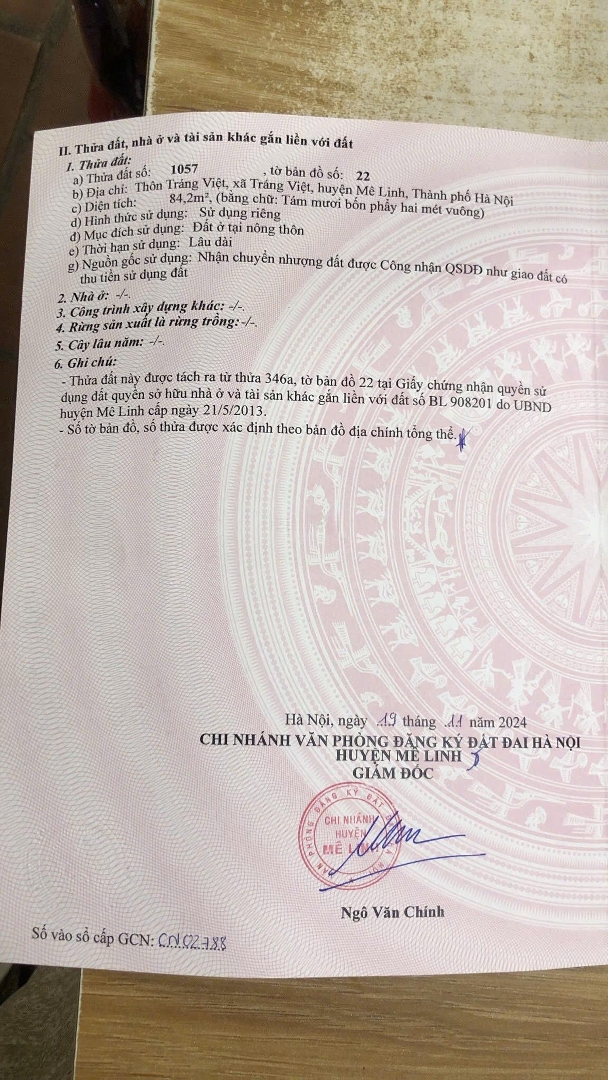 II. Thửa đất, nhà ở và tài sản khác gắn liền với đất
1. Thửa đất:
a) Thửa đất số: 1057 , tờ bản đồ số: 22
b) Địa chỉ: Thôn Tráng Việt, xã Tráng Việt, huyện Mê Linh, Thành phố Hà Nội
c) Diện tích: 84,2m², (bằng chữ: Tám mươi bốn phẩy hai mét vuông)
d) Hình thức sử dụng: Sử dụng riêng
đ) Mục đích sử dụng: Đất ở tại nông thôn
e) Thời hạn sử dụng: Lâu dài
g) Nguồn gốc sử dụng: Nhận chuyển nhượng đất được Công nhận QSDĐ như giao đất có
thu tiền sử dụng đất
2. Nhà ở: -/-.
3. Công trình xây dựng khác: -/-.
4. Rừng sản xuất là rừng trồng: -/-.
5. Cây lâu năm: -/-.
6. Ghi chú:
- Thửa đất này được tách ra từ thửa 346a, tờ bản đồ 22 tại Giấy chứng nhận quyền sử
dụng đất quyền sở hữu nhà ở và tài sản khác gắn liền với đất số BL 908201 do UBND
huyện Mê Linh cấp ngày 21/5/2013.
- Số tờ bản đồ, số thửa được xác định theo bản đồ địa chính tổng thể.
Hà Nội, ngày 19 tháng 11 năm 2024
CHI NHÁNH VĂN PHÒNG ĐĂNG KÝ ĐẤT ĐAI HÀ NỘI
HUYỆN MÊ LINH
GIÁM ĐỐC
CHI NHÁNH
HUYỆN
MÊ LINH
Ngô Văn Chính
Số vào sổ cấp GCN: CN02788